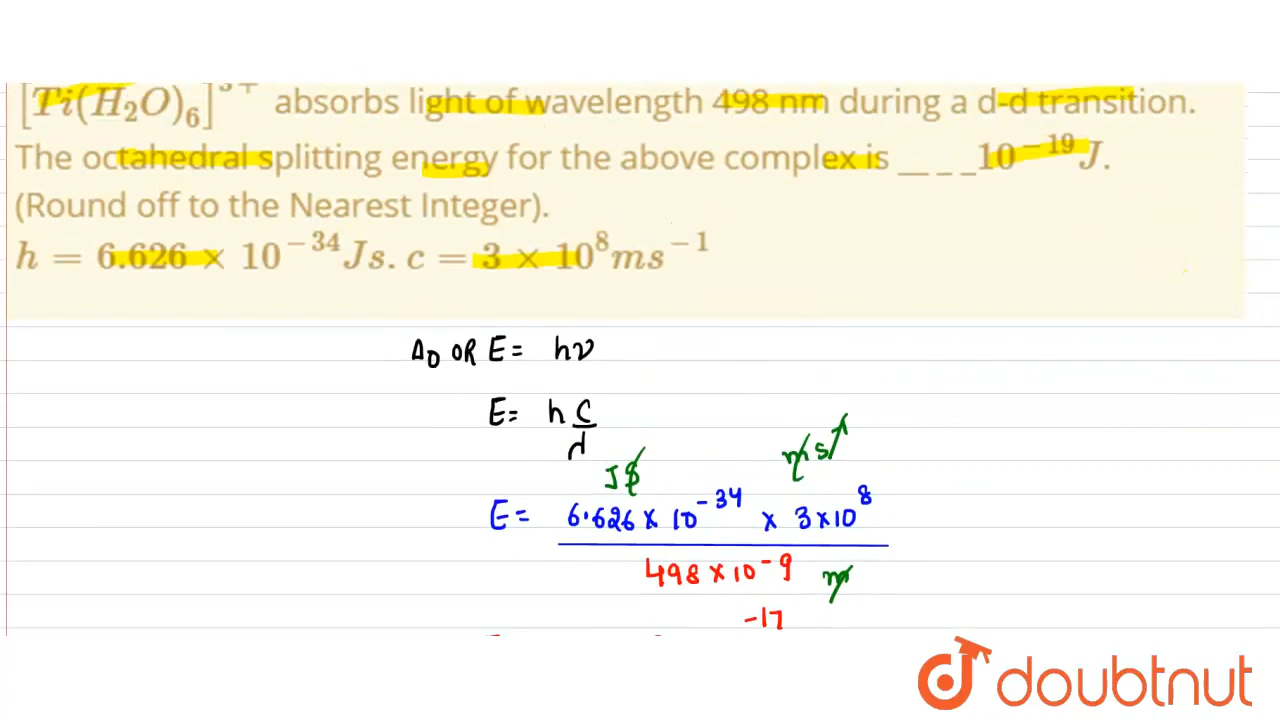 [Ti(H₂O)₆]³⁺ absorbs light of wavelength 498 nm during a d-d transition.
The octahedral splitting energy for the above complex is _ _ _ 10⁻¹⁹J.
(Round off to the Nearest Integer).
h = 6.626 × 10⁻³⁴Js. c = 3 × 10⁸ms⁻¹
Δ₀ OR E = hν
E = h c/λ
J s m s⁻¹
E = 6.626 × 10⁻³⁴ × 3 × 10⁸
498 × 10⁻⁹ m
-17
doubtnut